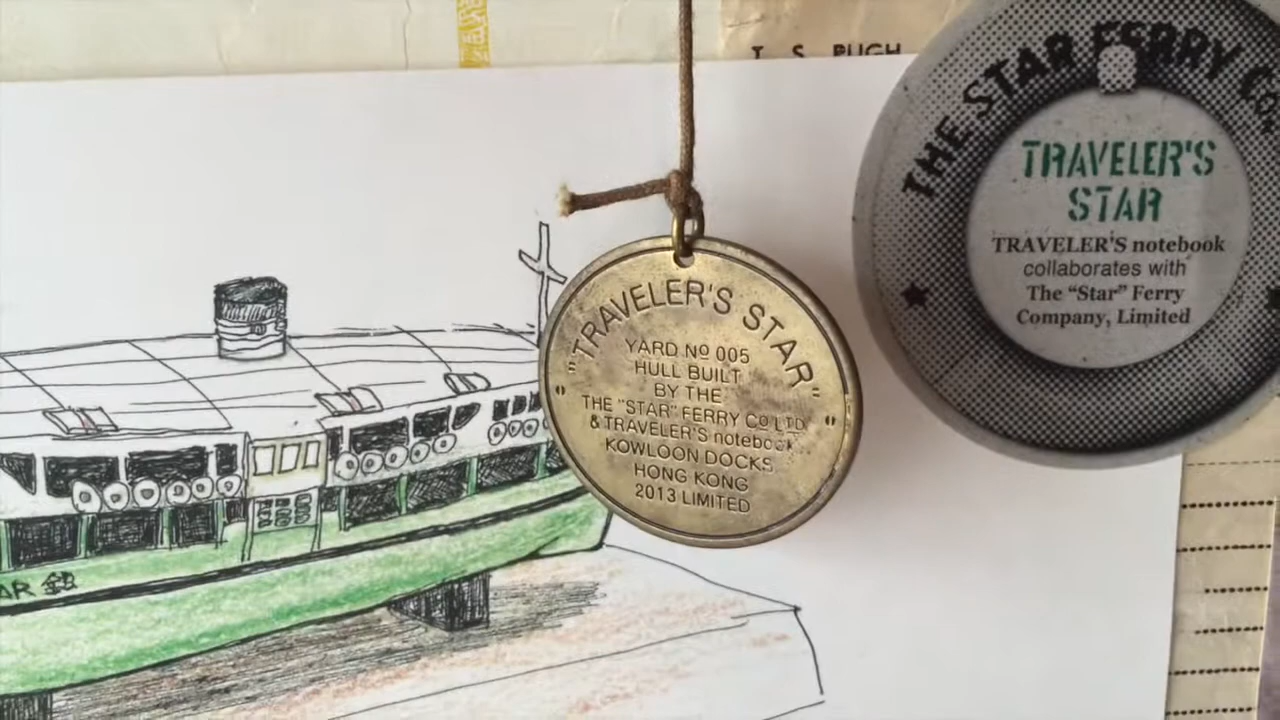 T. S. PUGH
THE STAR FERRY CO
TRAVELER'S
STAR
TRAVELER'S notebook
collaborates with
The "Star" Ferry
Company, Limited
"TRAVELER'S STAR"
YARD Nº 005
HULL BUILT
BY THE
THE "STAR" FERRY CO LTD
& TRAVELER'S notebook
KOWLOON DOCKS
HONG KONG
2013 LIMITED
AR